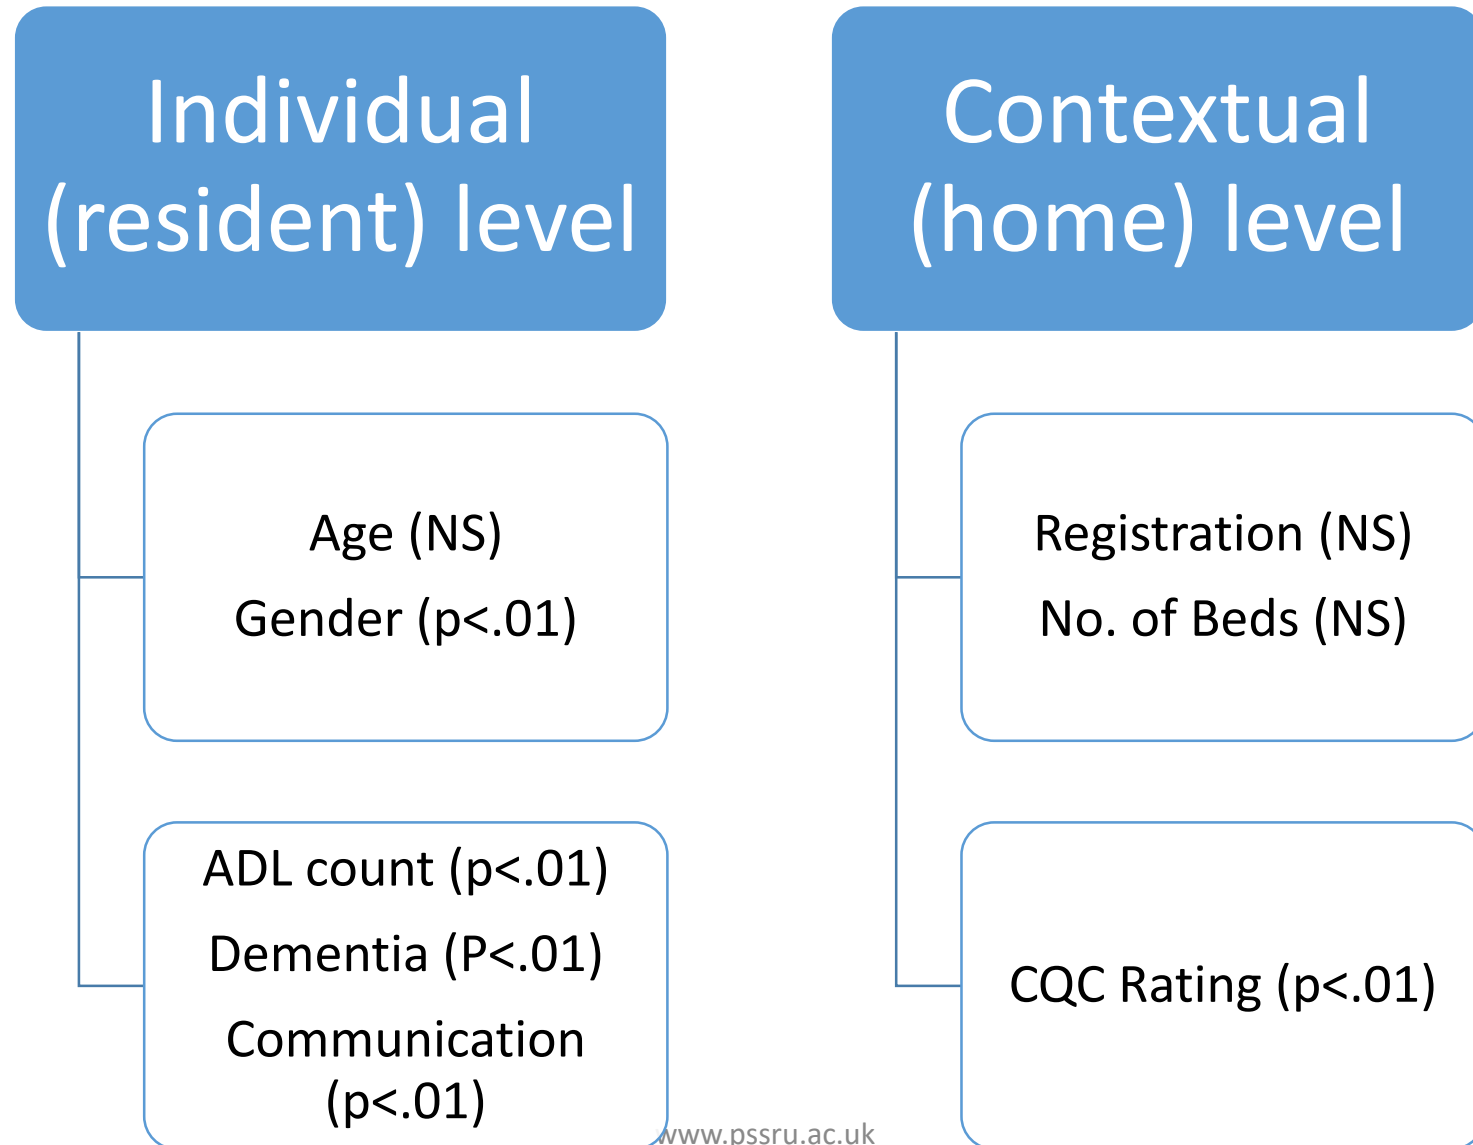 Individual
(resident) level
Age (NS)
Gender (p<.01)
ADL count (p<.01)
Dementia (P<.01)
Communication
(p<.01)
Contextual
(home) level
Registration (NS)
No. of Beds (NS)
CQC Rating (p<.01)
www.pssru.ac.uk